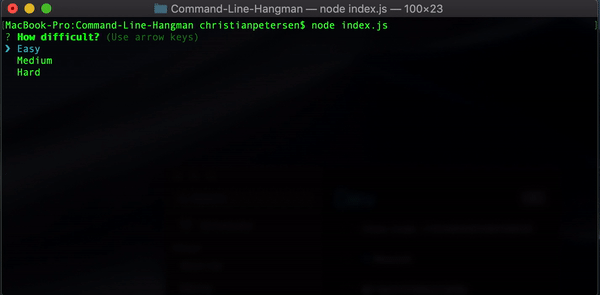 Command-Line-Hangman — node index.js — 100×23
[MacBook-Pro:Command-Line-Hangman christianpetersen$ node index.js ]
? How difficult? (Use arrow keys)
❯ Easy
Medium
Hard